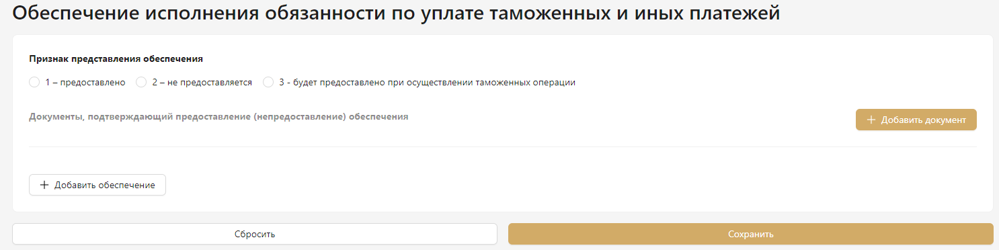 Обеспечение исполнения обязанности по уплате таможенных и иных платежей
Признак представления обеспечения
1 – предоставлено 2 – не предоставляется 3 - будет предоставлено при осуществлении таможенных операции
Документы, подтверждающий предоставление (непредоставление) обеспечения
Добавить документ
Добавить обеспечение
Сбросить Сохранить